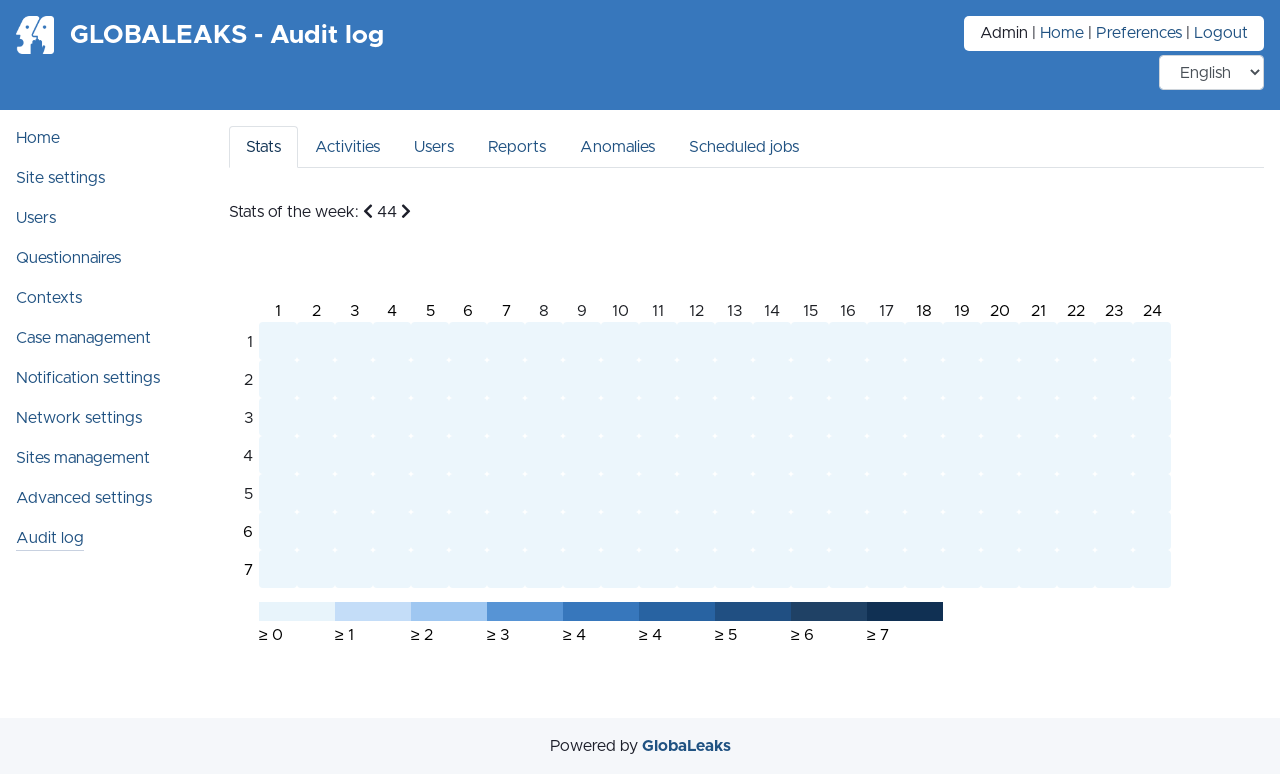 GLOBALEAKS - Audit log
Admin | Home | Preferences | Logout
English
Home
Site settings
Users
Questionnaires
Contexts
Case management
Notification settings
Network settings
Sites management
Advanced settings
Audit log
Stats Activities Users Reports Anomalies Scheduled jobs
Stats of the week: 44
1 2 3 4 5 6 7 8 9 10 11 12 13 14 15 16 17 18 19 20 21 22 23 24
1
2
3
4
5
6
7
≥ 0 ≥ 1 ≥ 2 ≥ 3 ≥ 4 ≥ 4 ≥ 5 ≥ 6 ≥ 7
Powered by GlobaLeaks